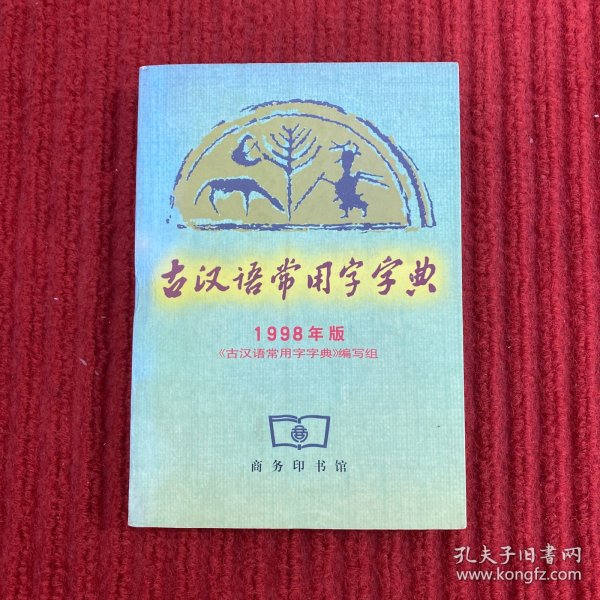 古汉语常用字字典
1998年版
《古汉语常用字字典》编写组
商务印书馆
孔夫子旧书网
www.kongfz.com